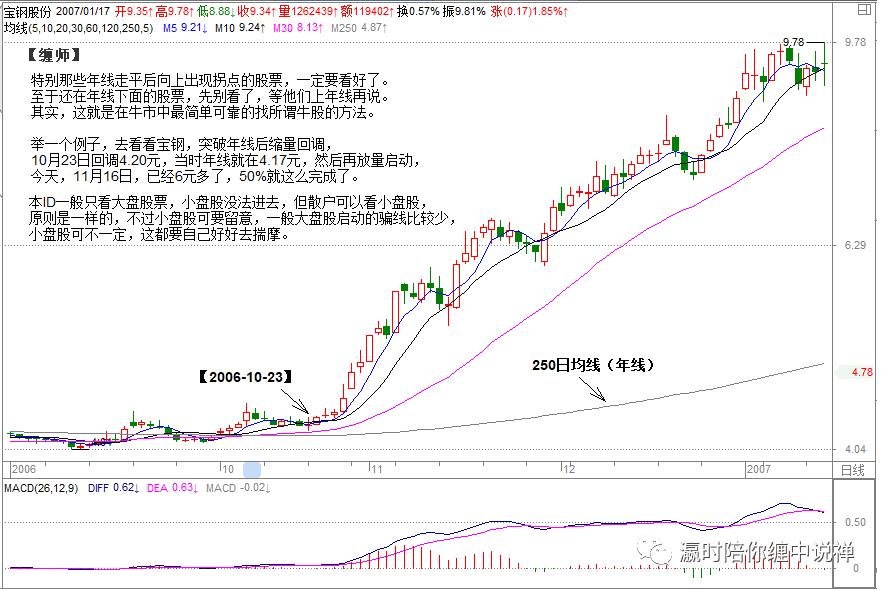 宝钢股份 2007/01/17 开9.35↑高9.78↑低8.88↓收9.34↑量1262439↑额119402↑换0.57%振9.81% 涨(0.17)1.85%↑
均线(5,10,20,30,60,120,250,5) M5 9.21↓ M10 9.24↑ M30 8.13↑ M250 4.87↑
【缠师】
特别那些年线走平后向上出现拐点的股票，一定要看好了。
至于还在年线下面的股票，先别看了，等他们上年线再说。
其实，这就是在牛市中最简单可靠的找所谓牛股的方法。
举一个例子，去看看宝钢，突破年线后缩量回调，
10月23日回调4.20元，当时年线就在4.17元，然后再放量启动，
今天，11月16日，已经6元多了，50%就这么完成了。
本ID一般只看大盘股票，小盘股没法进去，但散户可以看小盘股，
原则是一样的，不过小盘股可要留意，一般大盘股启动的骗线比较少，
小盘股可不一定，这都要自己好好去揣摩。
9.78
9.78
6.29
4.78
4.04
【2006-10-23】
250日均线（年线）
2006 10 11 12 2007 日线
MACD(26,12,9) DIFF 0.62↓ DEA 0.63↓ MACD -0.02↓
0.50
0
瀛时陪你缠中说禅